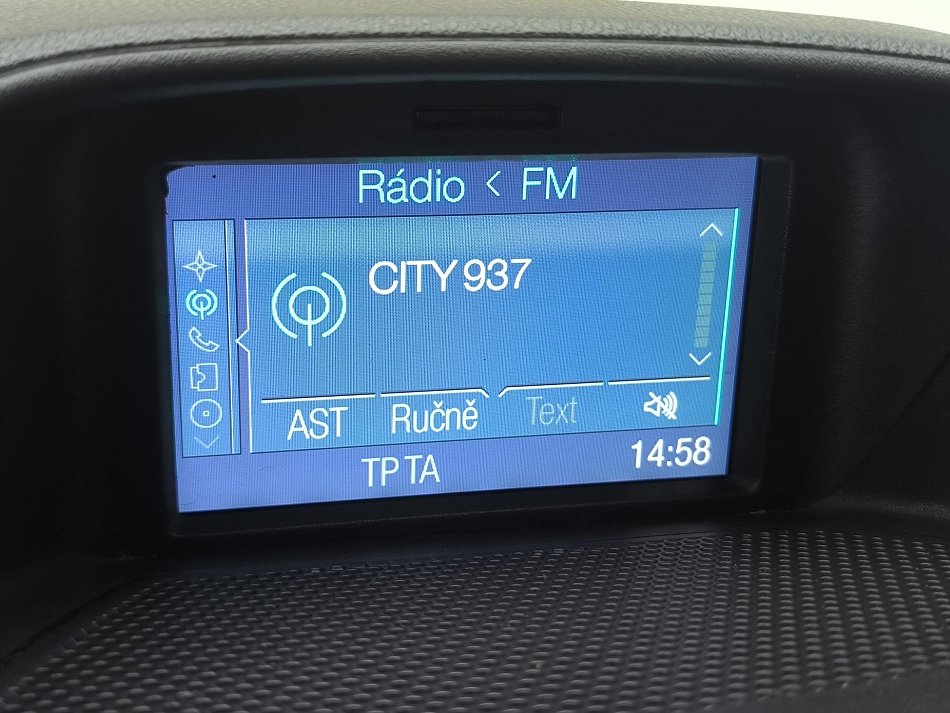 Rádio < FM
CITY 937
AST Ručně Text
TP TA 14:58